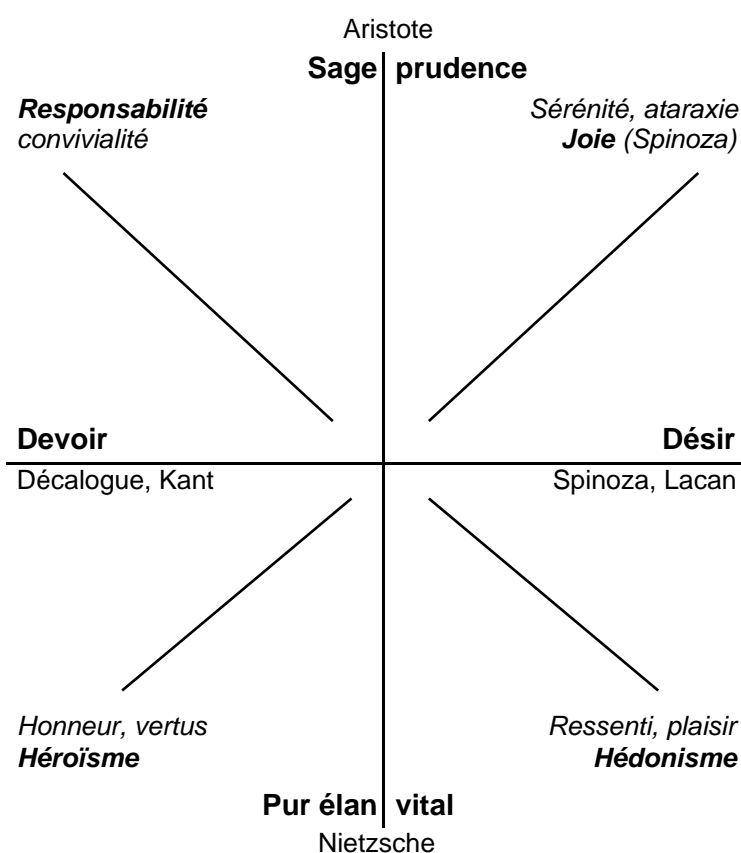 Aristote
Sage prudence
Responsabilité
convivialité
Sérénité, ataraxie
Joie (Spinoza)
Devoir
Désir
Décalogue, Kant
Spinoza, Lacan
Honneur, vertus
Héroïsme
Ressenti, plaisir
Hédonisme
Pur élan vital
Nietzsche